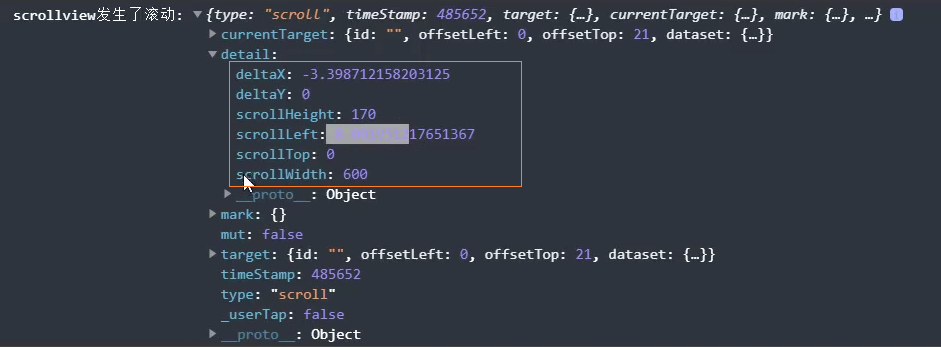 scrollview发生了滚动: ▼{type: "scroll", timeStamp: 485652, target: {…}, currentTarget: {…}, mark: {…}, …} i
▶currentTarget: {id: "", offsetLeft: 0, offsetTop: 21, dataset: {…}}
▼detail:
deltaX: -3.398712158203125
deltaY: 0
scrollHeight: 170
scrollLeft: 17651367
scrollTop: 0
scrollWidth: 600
▶__proto__: Object
▶mark: {}
mut: false
▶target: {id: "", offsetLeft: 0, offsetTop: 21, dataset: {…}}
timeStamp: 485652
type: "scroll"
_userTap: false
▶__proto__: Object